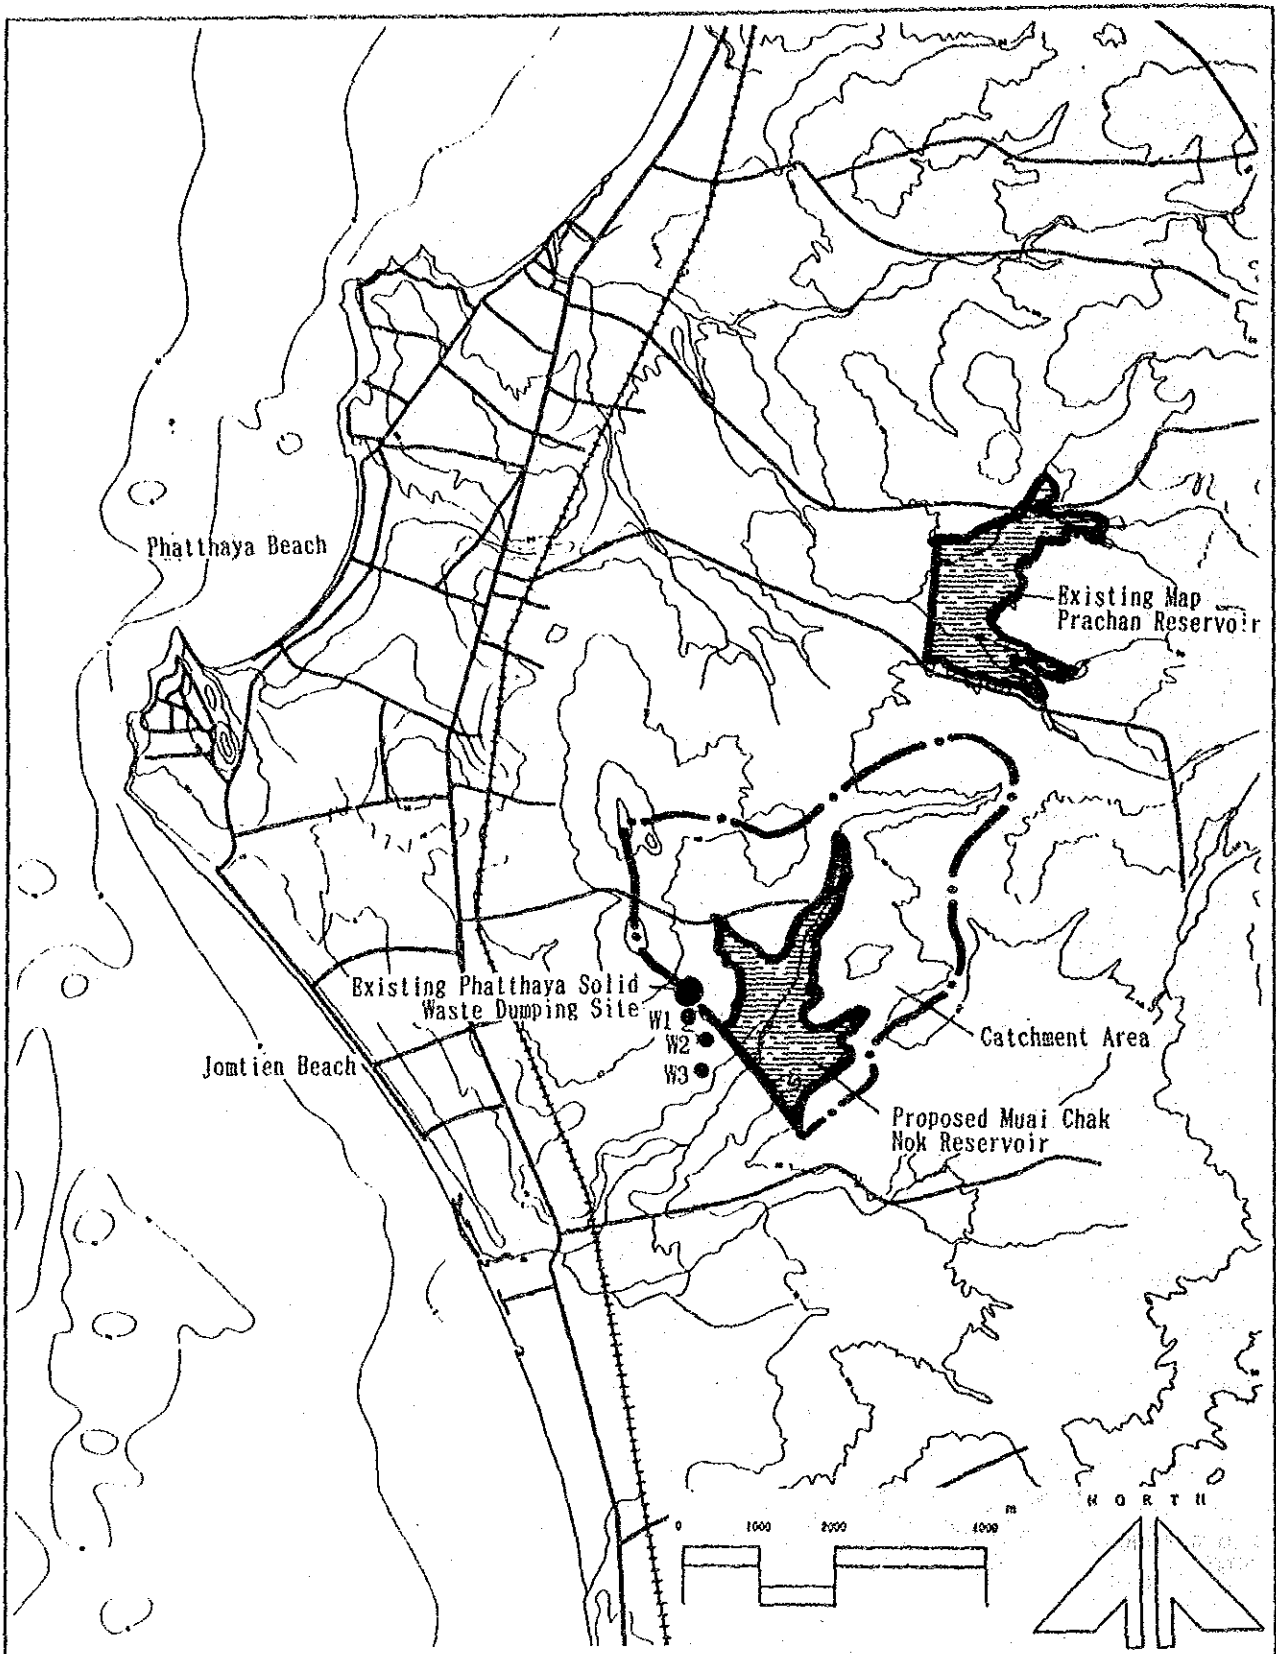 Phatthaya Beach
Existing Map
Prachan Reservoir
Existing Phatthaya Solid
Waste Dumping Site
W1
W2
W3
Jomtien Beach
Catchment Area
Proposed Muai Chak
Nok Reservoir
m
0 1000 2000 4000
NORTH